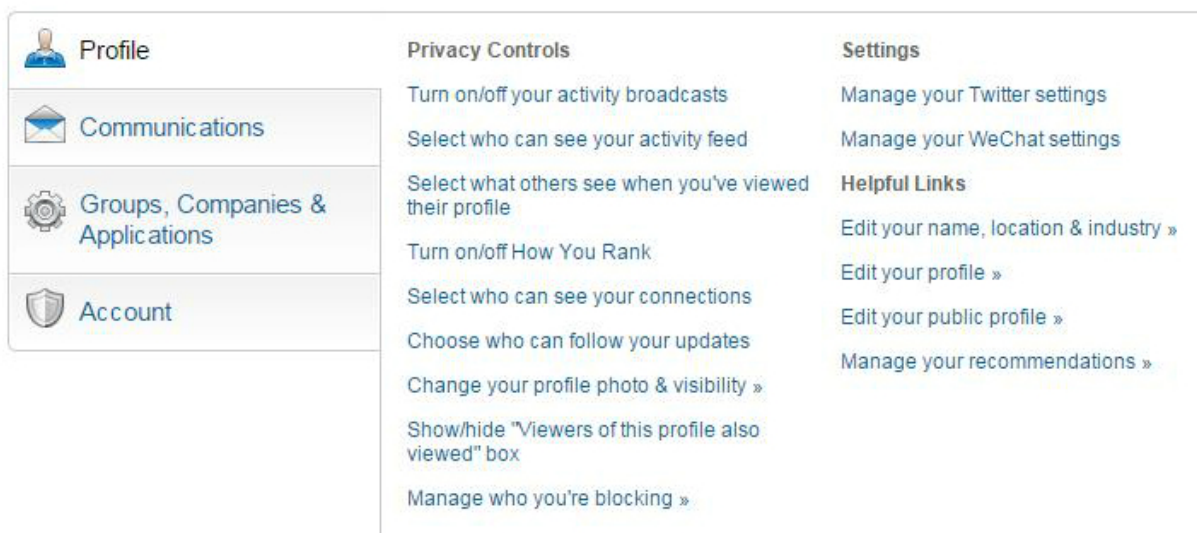 Profile
Communications
Groups, Companies &
Applications
Account
Privacy Controls
Turn on/off your activity broadcasts
Select who can see your activity feed
Select what others see when you've viewed
their profile
Turn on/off How You Rank
Select who can see your connections
Choose who can follow your updates
Change your profile photo & visibility »
Show/hide "Viewers of this profile also
viewed" box
Manage who you're blocking »
Settings
Manage your Twitter settings
Manage your WeChat settings
Helpful Links
Edit your name, location & industry »
Edit your profile »
Edit your public profile »
Manage your recommendations »